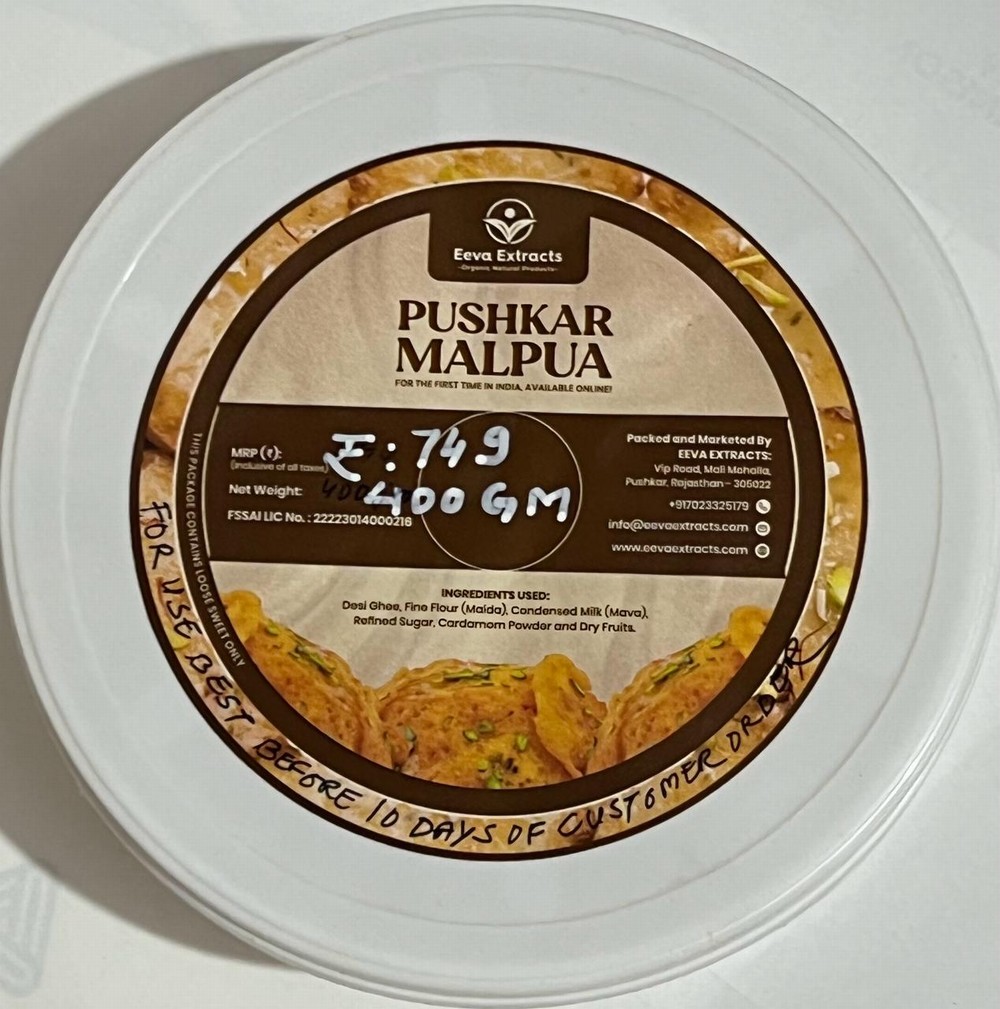 Eeva Extracts
-Organic Natural Products-
PUSHKAR
MALPUA
FOR THE FIRST TIME IN INDIA, AVAILABLE ONLINE!
MRP (₹): ₹:749
(inclusive of all taxes)
Net Weight: 400 GM
FSSAI LIC No. : 22223014000216
Packed and Marketed By
EEVA EXTRACTS:
Vip Road, Mali Mohalla,
Pushkar, Rajasthan – 305022
+917023325179
info@eevaextracts.com
www.eevaextracts.com
INGREDIENTS USED:
Desi Ghee, Fine Flour (Maida), Condensed Milk (Mava),
Refined Sugar, Cardamom Powder and Dry Fruits.
THIS PACKAGE CONTAINS LOOSE SWEET ONLY
FOR USE BEST BEFORE 10 DAYS OF CUSTOMER ORDER